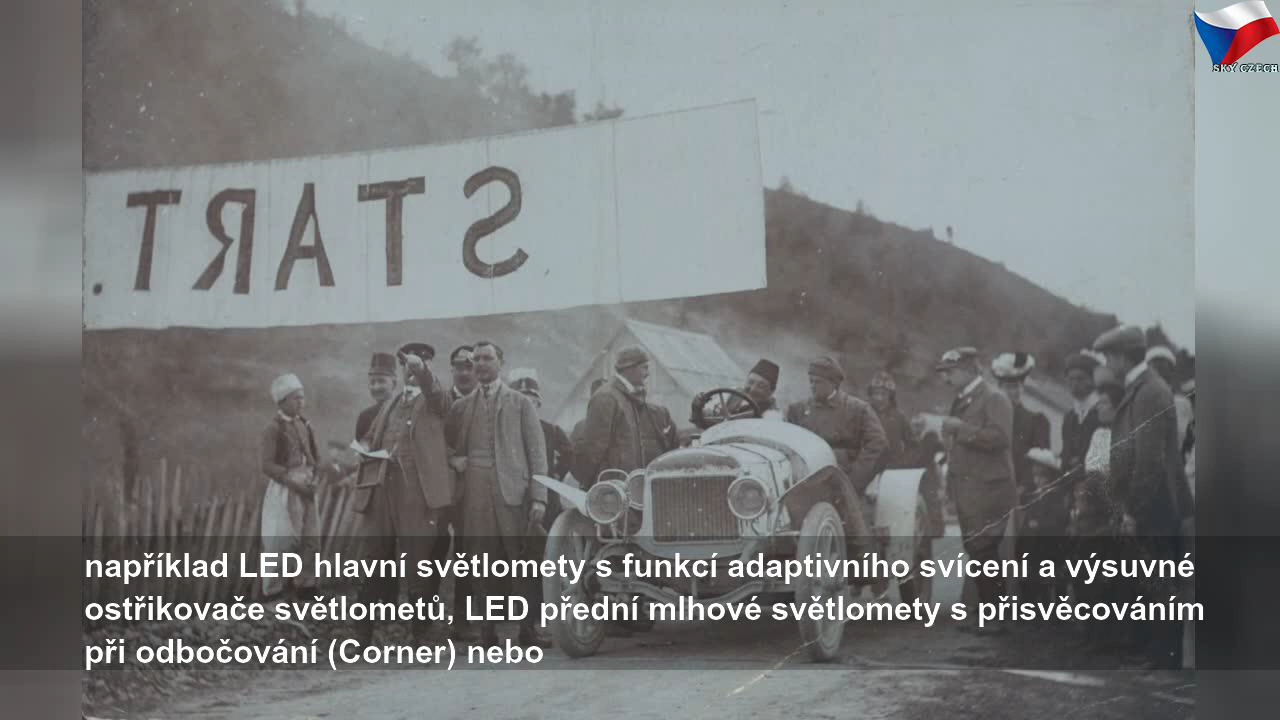 SKY CZECH
START.
například LED hlavní světlomety s funkcí adaptivního svícení a výsuvné
ostřikovače světlometů, LED přední mlhové světlomety s přisvěcováním
při odbočování (Corner) nebo